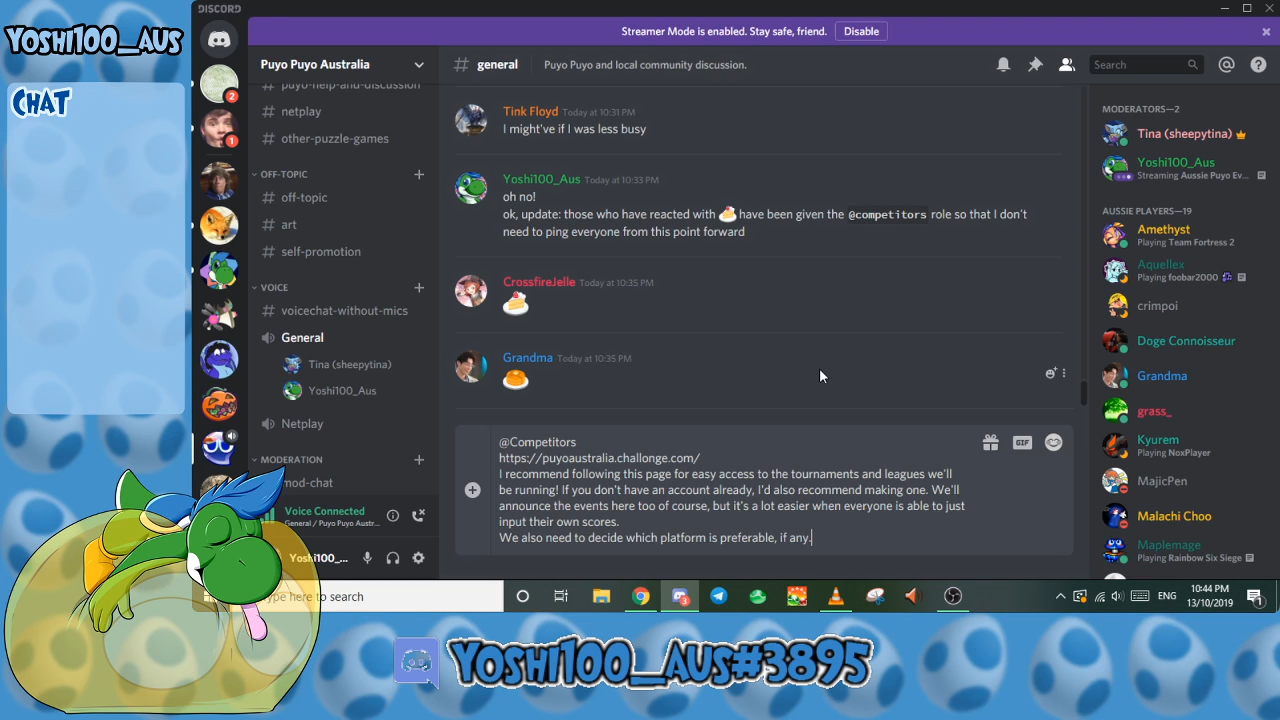 YOSHI100_AUS
CHAT
DISCORD
Streamer Mode is enabled. Stay safe, friend.
Disable
Puyo Puyo Australia
# general
Puyo Puyo and local community discussion.
Search
2
1
# puyo-help-and-discussion
# netplay
# other-puzzle-games
OFF-TOPIC
# off-topic
# art
# self-promotion
VOICE
# voicechat-without-mics
General
Tina (sheepytina)
Yoshi100_Aus
Netplay
MODERATION
mod-chat
Voice Connected
General / Puyo Puyo Austr...
Yoshi100_...
Tink Floyd Today at 10:31 PM
I might've if I was less busy
Yoshi100_Aus Today at 10:33 PM
oh no!
ok, update: those who have reacted with 🍰 have been given the @competitors role so that I don't
need to ping everyone from this point forward
CrossfireJelle Today at 10:35 PM
🍰
Grandma Today at 10:35 PM
🍮
@Competitors
https://puyoaustralia.challonge.com/
I recommend following this page for easy access to the tournaments and leagues we'll
be running! If you don't have an account already, I'd also recommend making one. We'll
announce the events here too of course, but it's a lot easier when everyone is able to just
input their own scores.
We also need to decide which platform is preferable, if any.
GIF
MODERATORS—2
Tina (sheepytina)
Yoshi100_Aus
Streaming Aussie Puyo Ev...
AUSSIE PLAYERS—19
Amethyst
Playing Team Fortress 2
Aquellex
Playing foobar2000
crimpoi
Doge Connoisseur
Grandma
grass_
Kyurem
Playing NoxPlayer
MajicPen
Malachi Choo
Maplemage
Playing Rainbow Six Siege
ype here to search
3
ENG
10:44 PM
13/10/2019
1
YOSHI100_AUS#3895